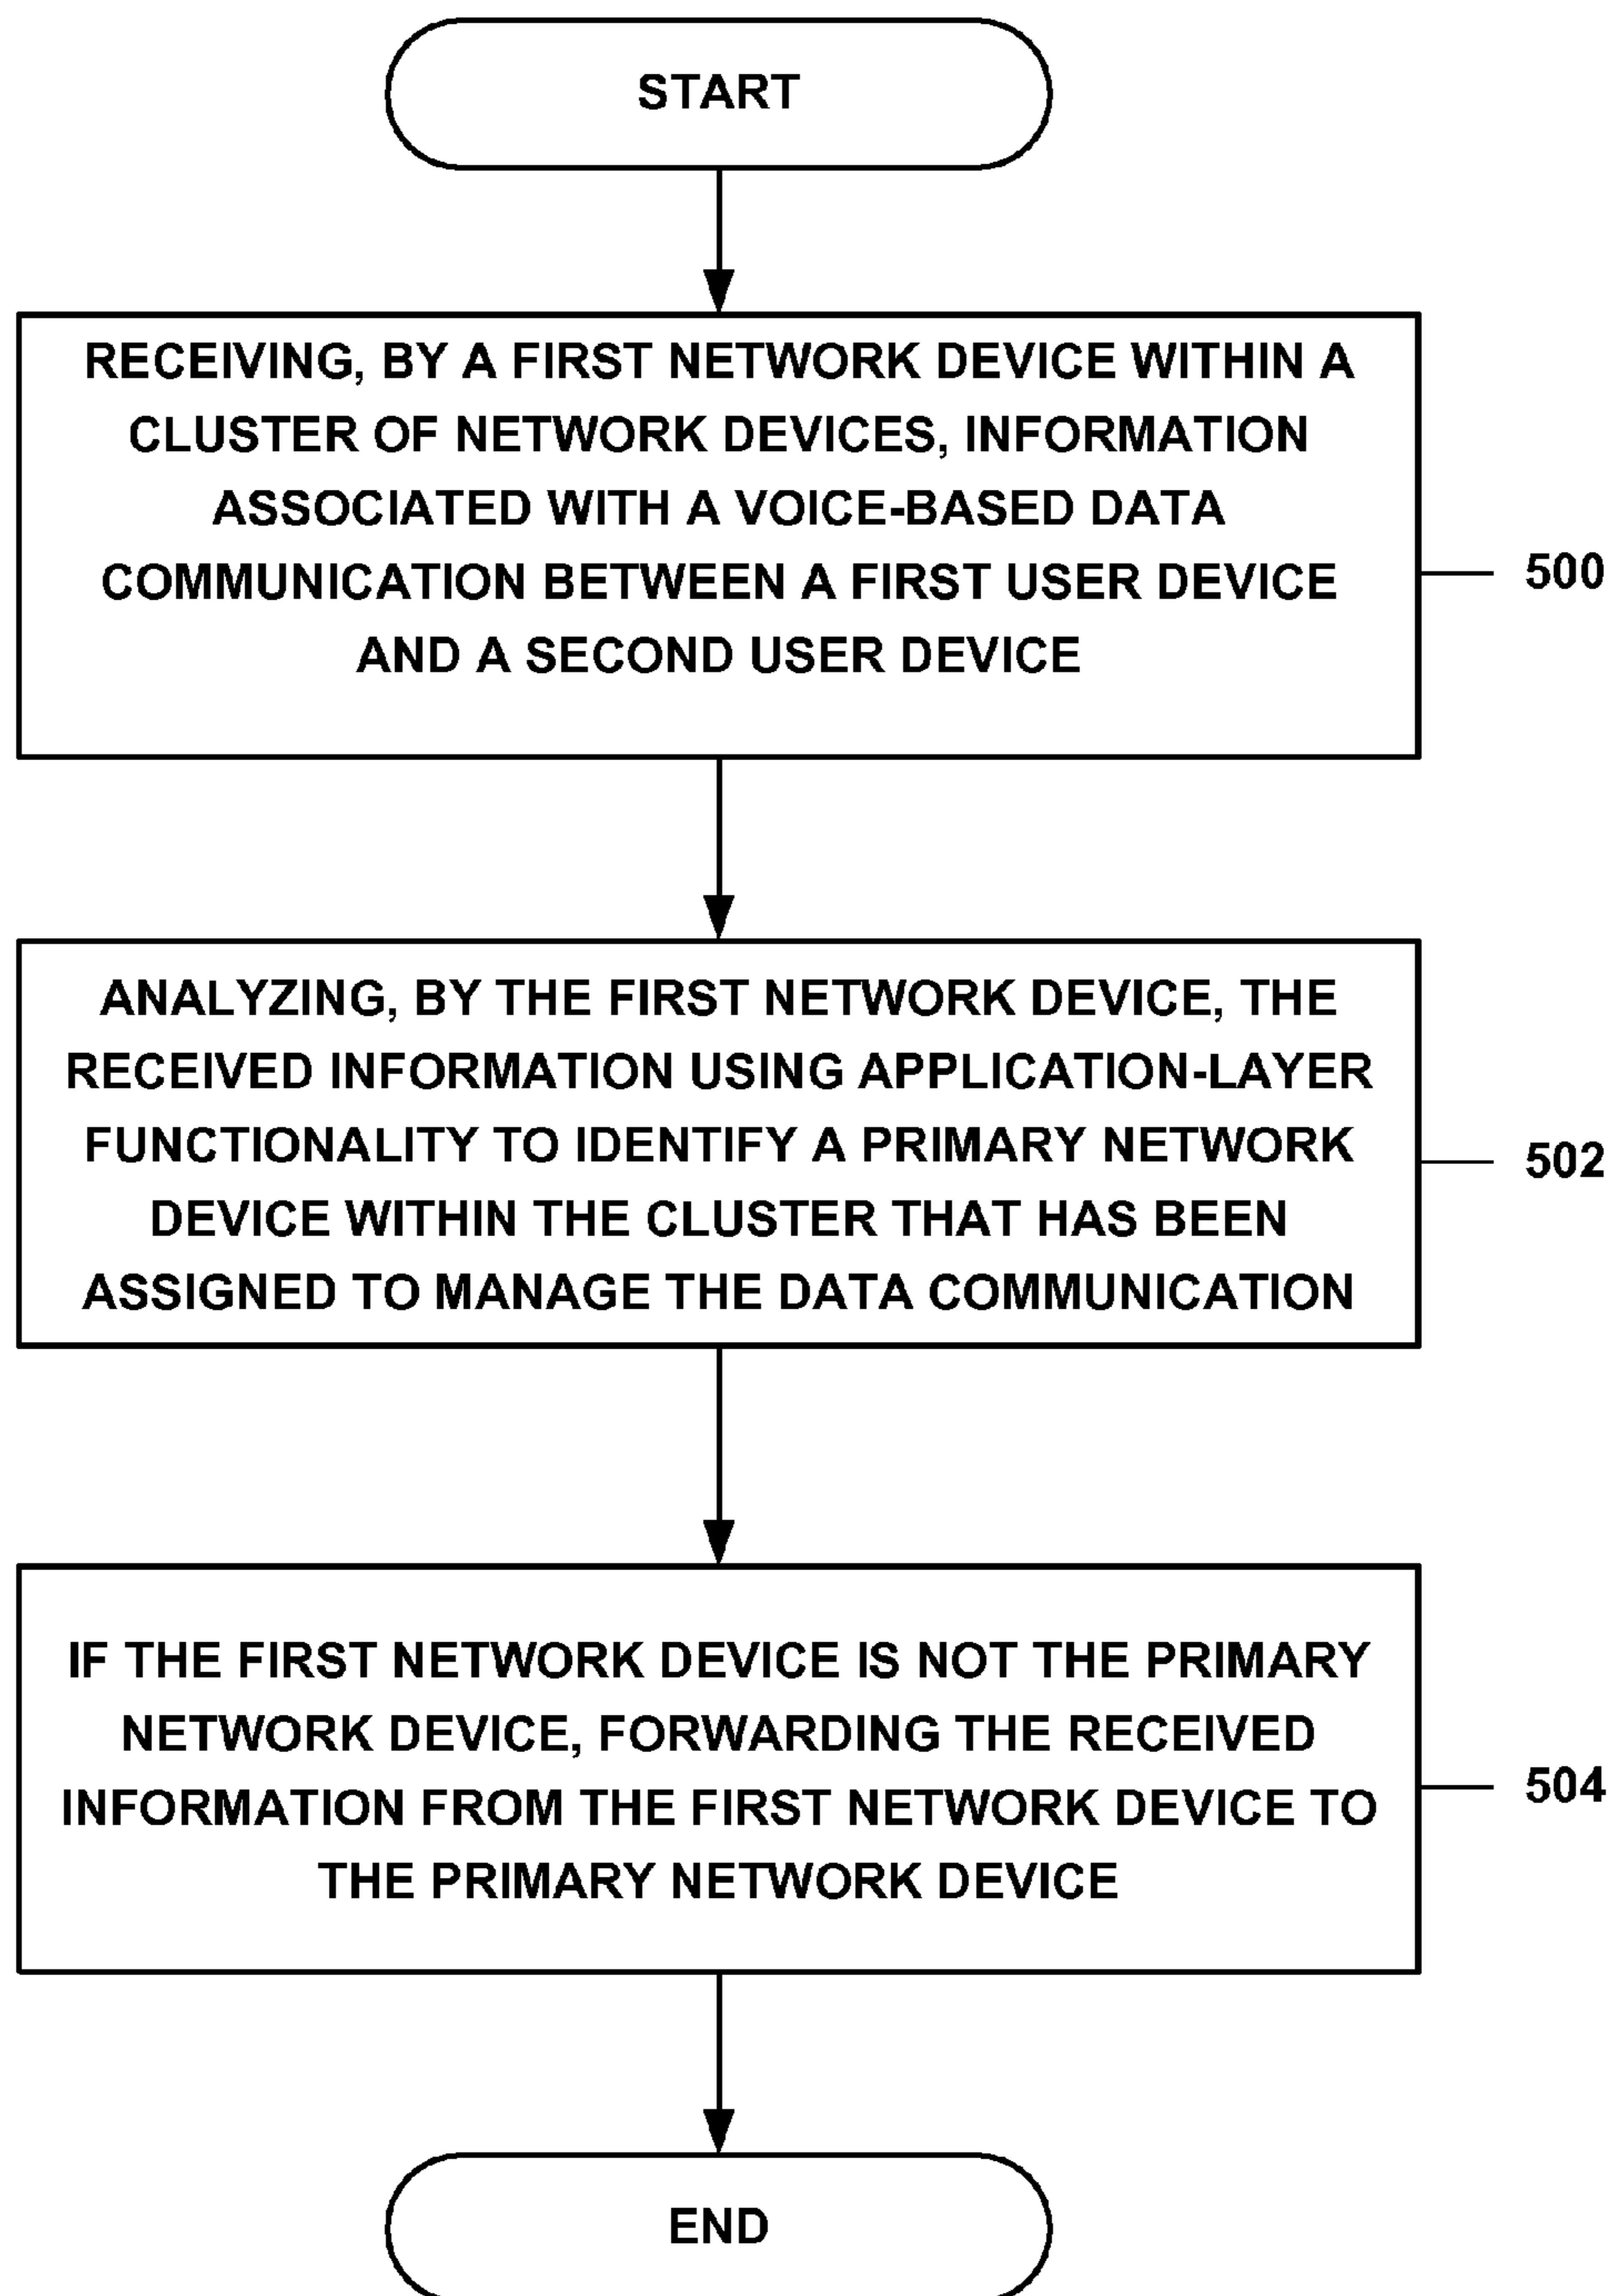 START
RECEIVING, BY A FIRST NETWORK DEVICE WITHIN A
CLUSTER OF NETWORK DEVICES, INFORMATION
ASSOCIATED WITH A VOICE-BASED DATA
COMMUNICATION BETWEEN A FIRST USER DEVICE
AND A SECOND USER DEVICE
500
ANALYZING, BY THE FIRST NETWORK DEVICE, THE
RECEIVED INFORMATION USING APPLICATION-LAYER
FUNCTIONALITY TO IDENTIFY A PRIMARY NETWORK
DEVICE WITHIN THE CLUSTER THAT HAS BEEN
ASSIGNED TO MANAGE THE DATA COMMUNICATION
502
IF THE FIRST NETWORK DEVICE IS NOT THE PRIMARY
NETWORK DEVICE, FORWARDING THE RECEIVED
INFORMATION FROM THE FIRST NETWORK DEVICE TO
THE PRIMARY NETWORK DEVICE
504
END